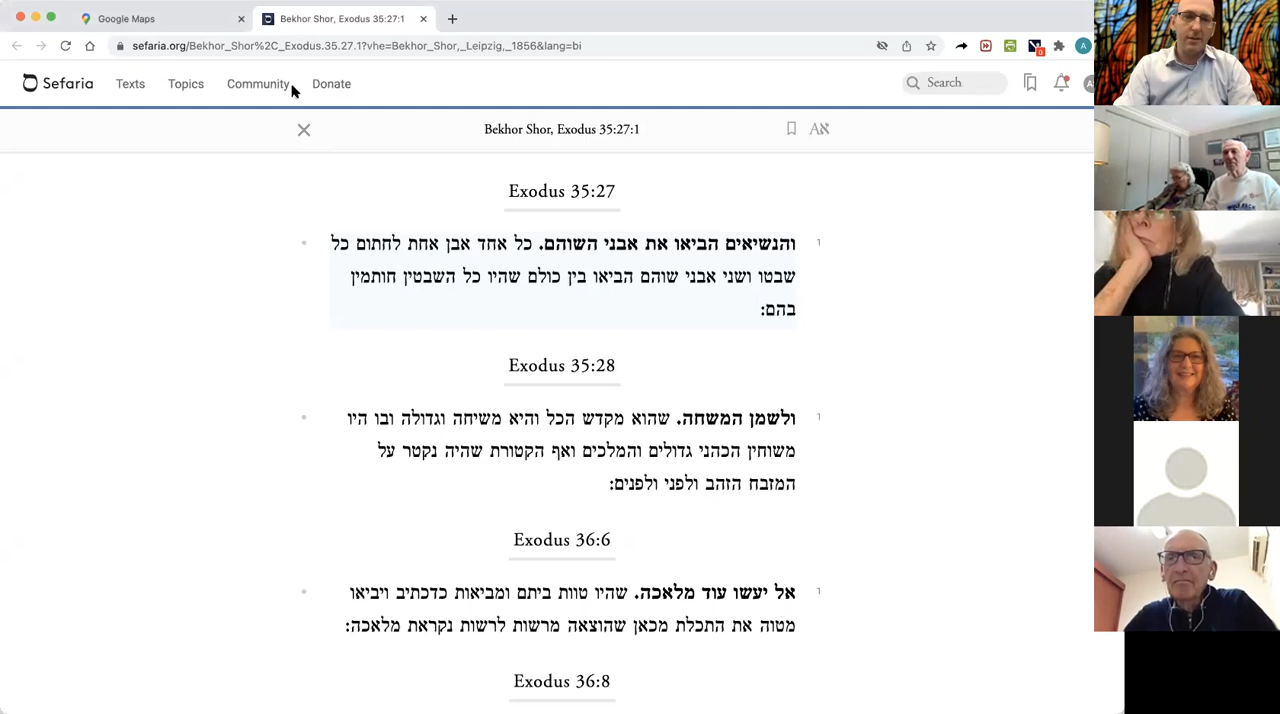 Google Maps
Bekhor Shor, Exodus 35:27:1
sefaria.org/Bekhor_Shor%2C_Exodus.35.27.1?vhe=Bekhor_Shor,_Leipzig,_1856&lang=bi
Sefaria Texts Topics Community Donate Search
Bekhor Shor, Exodus 35:27:1
Exodus 35:27
והנשיאים הביאו את אבני השוהם. כל אחד אבן אחת לחתום כל
שבטו ושני אבני שוהם הביאו בין כולם שהיו כל השבטין חותמין
בהם:
Exodus 35:28
ולשמן המשחה. שהוא מקדש הכל והיא משיחה וגדולה ובו היו
משוחין הכהני גדולים והמלכים ואף הקטורת שהיה נקטר על
המזבח הזהב ולפני ולפנים:
Exodus 36:6
אל יעשו עוד מלאכה. שהיו טוות ביתם ומביאות כדכתיב ויביאו
מטוה את התכלת מכאן שהוצאה מרשות לרשות נקראת מלאכה:
Exodus 36:8